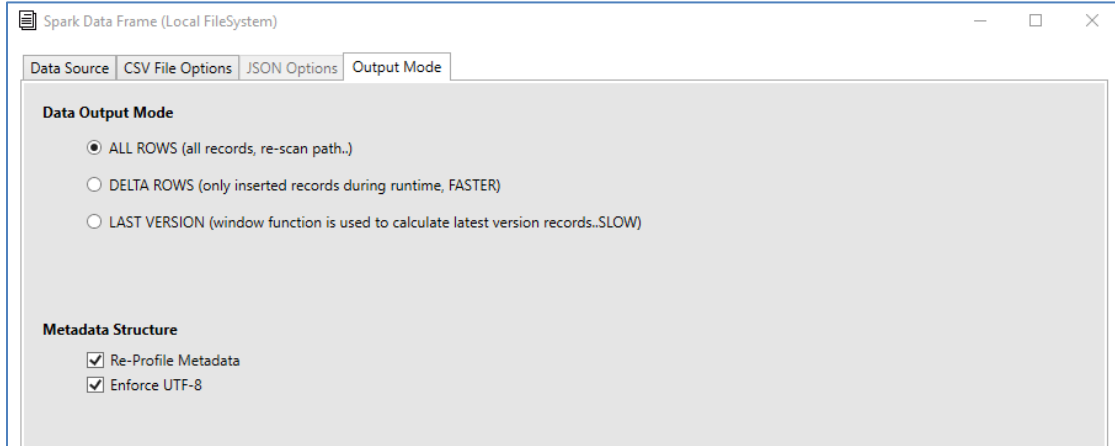 Spark Data Frame (Local FileSystem)
Data Source CSV File Options JSON Options Output Mode
Data Output Mode
ALL ROWS (all records, re-scan path..)
DELTA ROWS (only inserted records during runtime, FASTER)
LAST VERSION (window function is used to calculate latest version records..SLOW)
Metadata Structure
Re-Profile Metadata
Enforce UTF-8